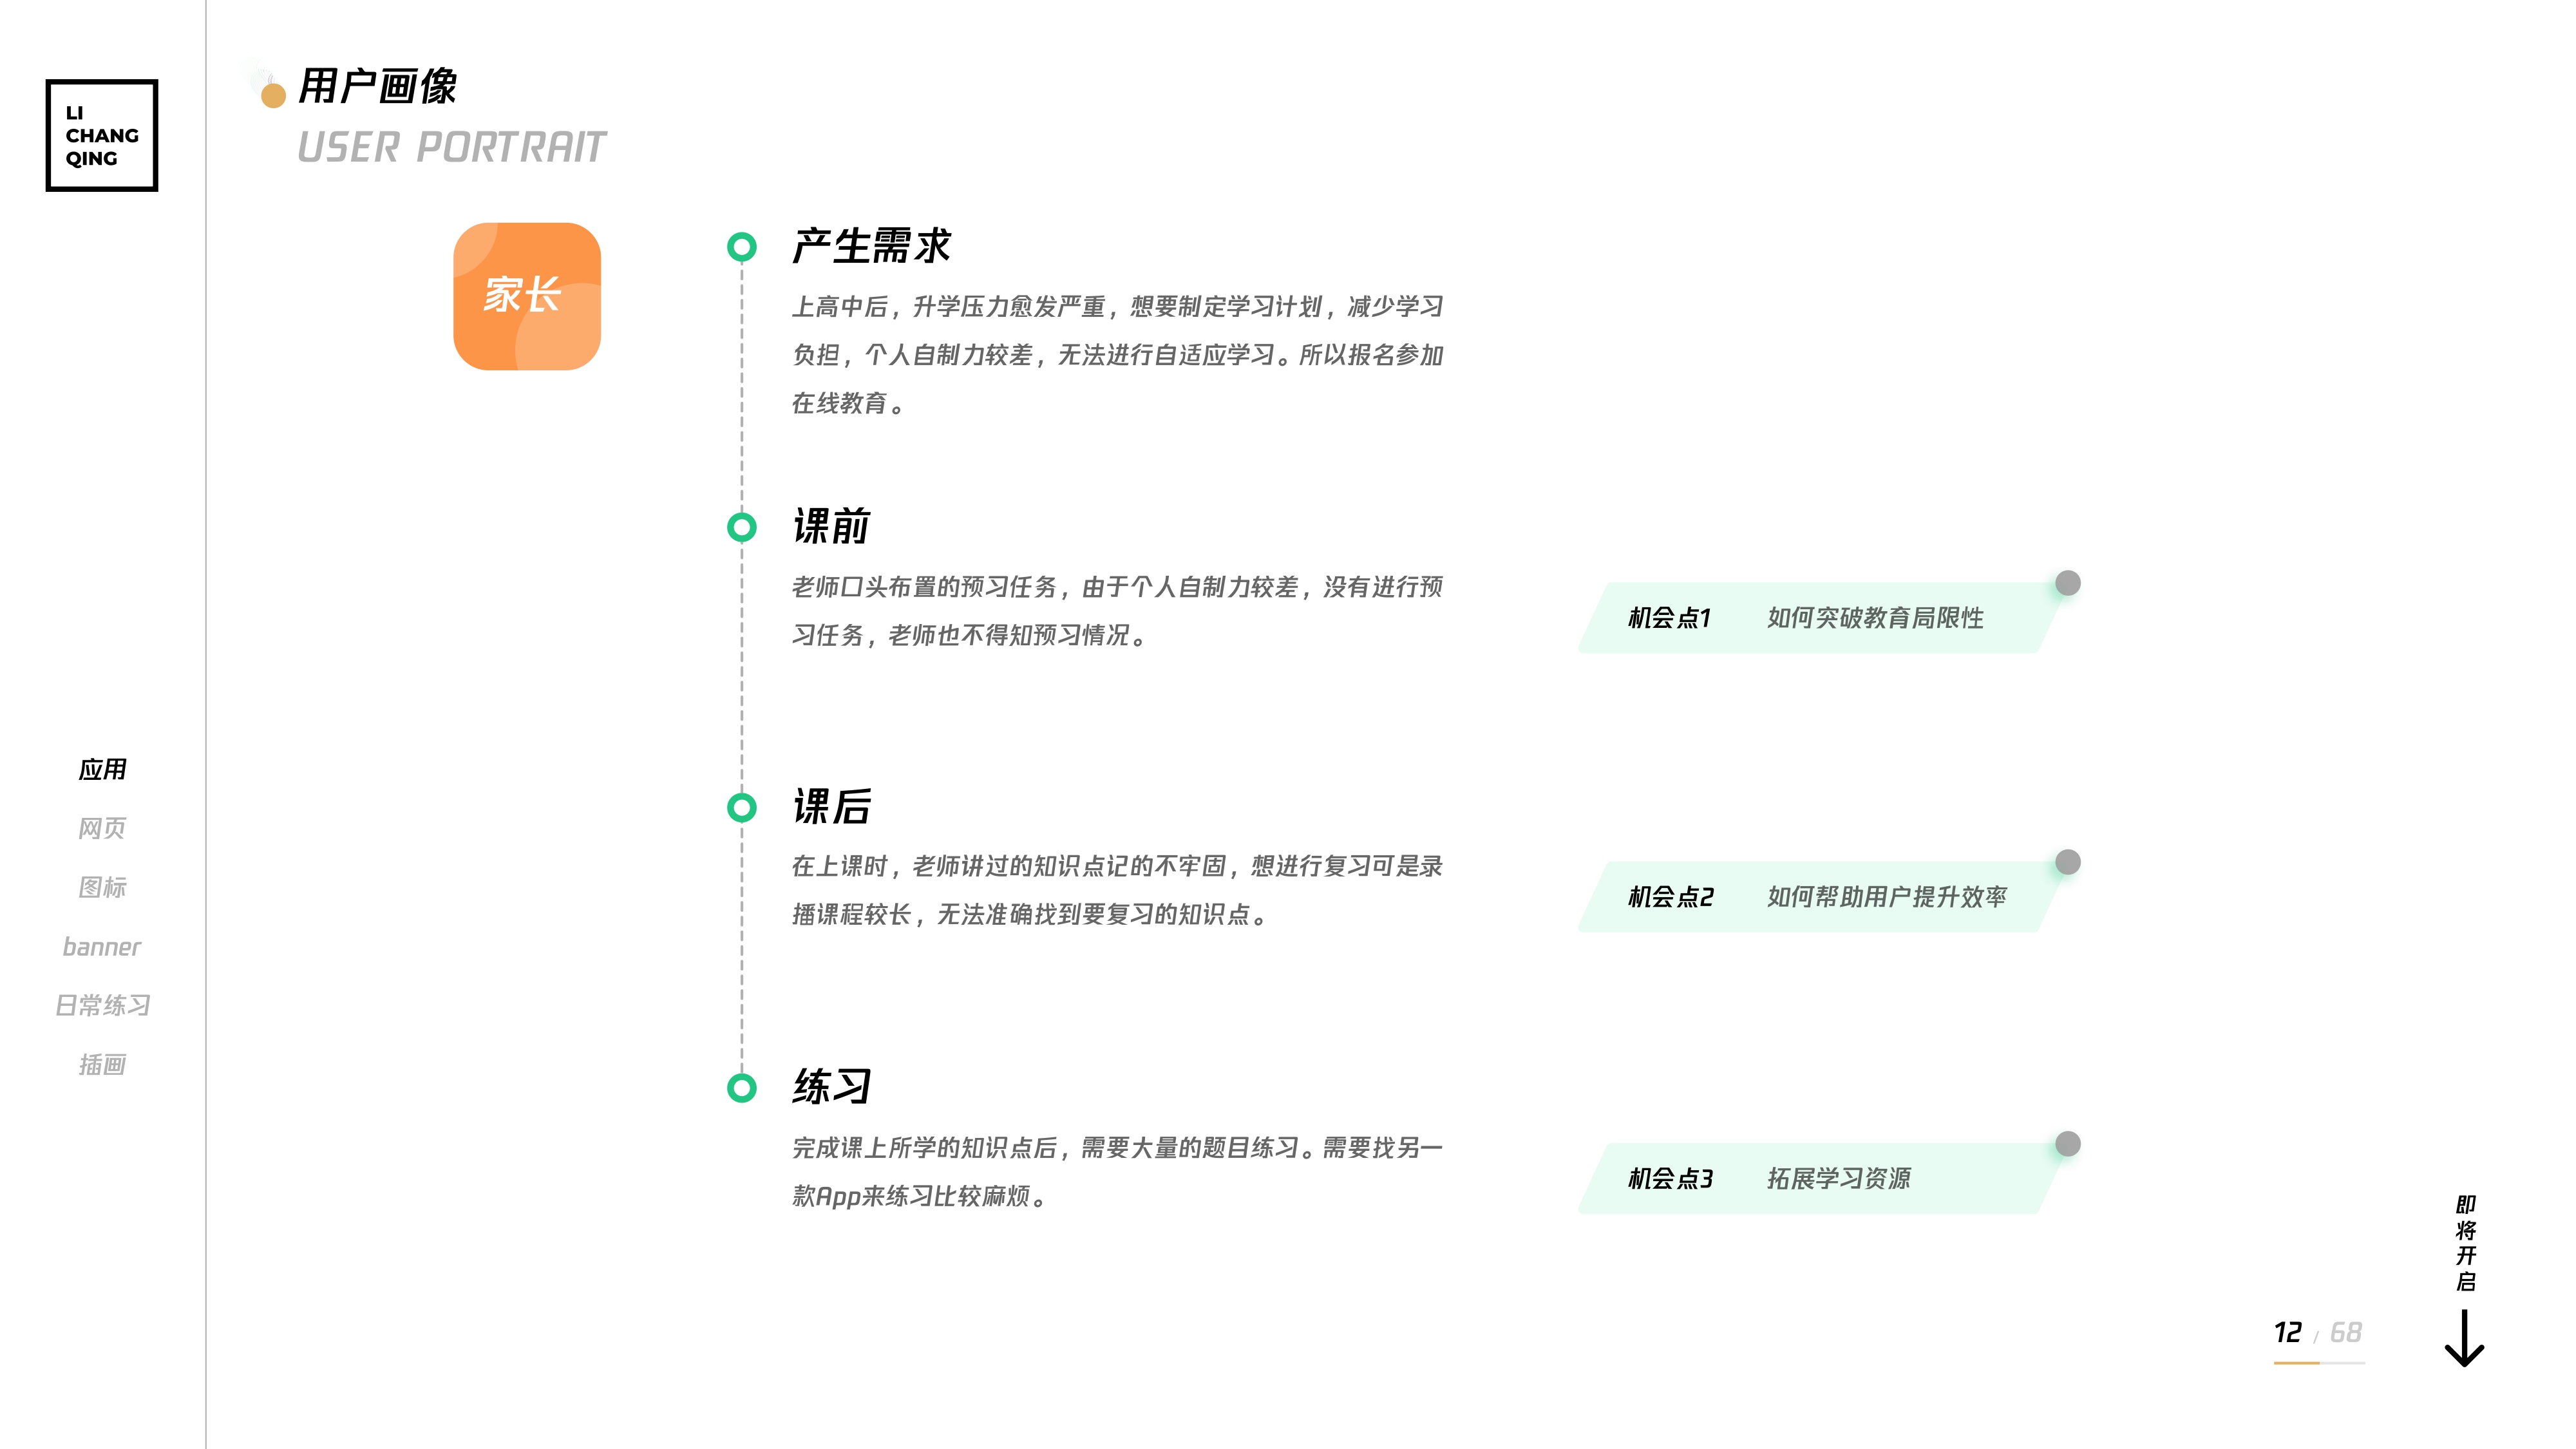 LI
CHANG
QING
应用
网页
图标
banner
日常练习
插画
用户画像
USER PORTRAIT
家长
产生需求
上高中后，升学压力愈发严重，想要制定学习计划，减少学习
负担，个人自制力较差，无法进行自适应学习。所以报名参加
在线教育。
课前
老师口头布置的预习任务，由于个人自制力较差，没有进行预
习任务，老师也不得知预习情况。
机会点1 如何突破教育局限性
课后
在上课时，老师讲过的知识点记的不牢固，想进行复习可是录
播课程较长，无法准确找到要复习的知识点。
机会点2 如何帮助用户提升效率
练习
完成课上所学的知识点后，需要大量的题目练习。需要找另一
款App来练习比较麻烦。
机会点3 拓展学习资源
即
将
开
启
12 / 68